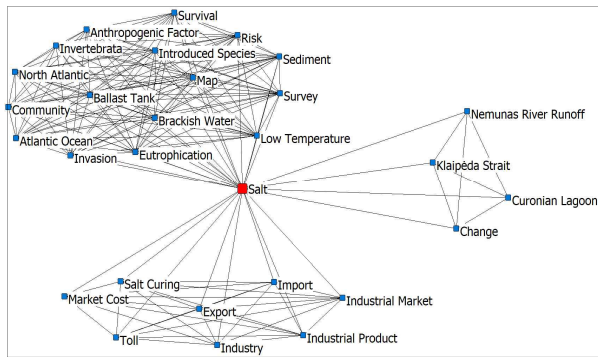 Survival
Anthropogenic Factor
Risk
Invertebrata
Introduced Species
Sediment
North Atlantic
Map
Ballast Tank
Survey
Community
Brackish Water
Nemunas River Runoff
Atlantic Ocean
Low Temperature
Invasion
Eutrophication
Klaipėda Strait
Salt
Curonian Lagoon
Change
Salt Curing
Import
Market Cost
Industrial Market
Export
Toll
Industrial Product
Industry